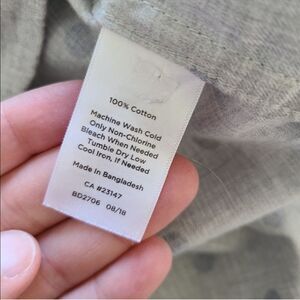 100% Cotton
Machine Wash Cold
Only Non-Chlorine
Bleach When Needed
Tumble Dry Low
Cool Iron, If Needed
Made In Bangladesh
CA #23147
BD2706 08/18